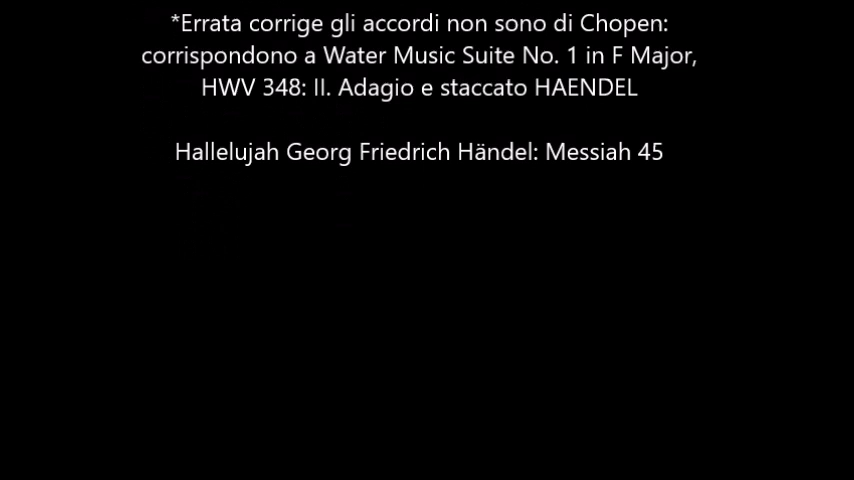 *Errata corrige gli accordi non sono di Chopen:
corrispondono a Water Music Suite No. 1 in F Major,
HWV 348: II. Adagio e staccato HAENDEL
Hallelujah Georg Friedrich Händel: Messiah 45